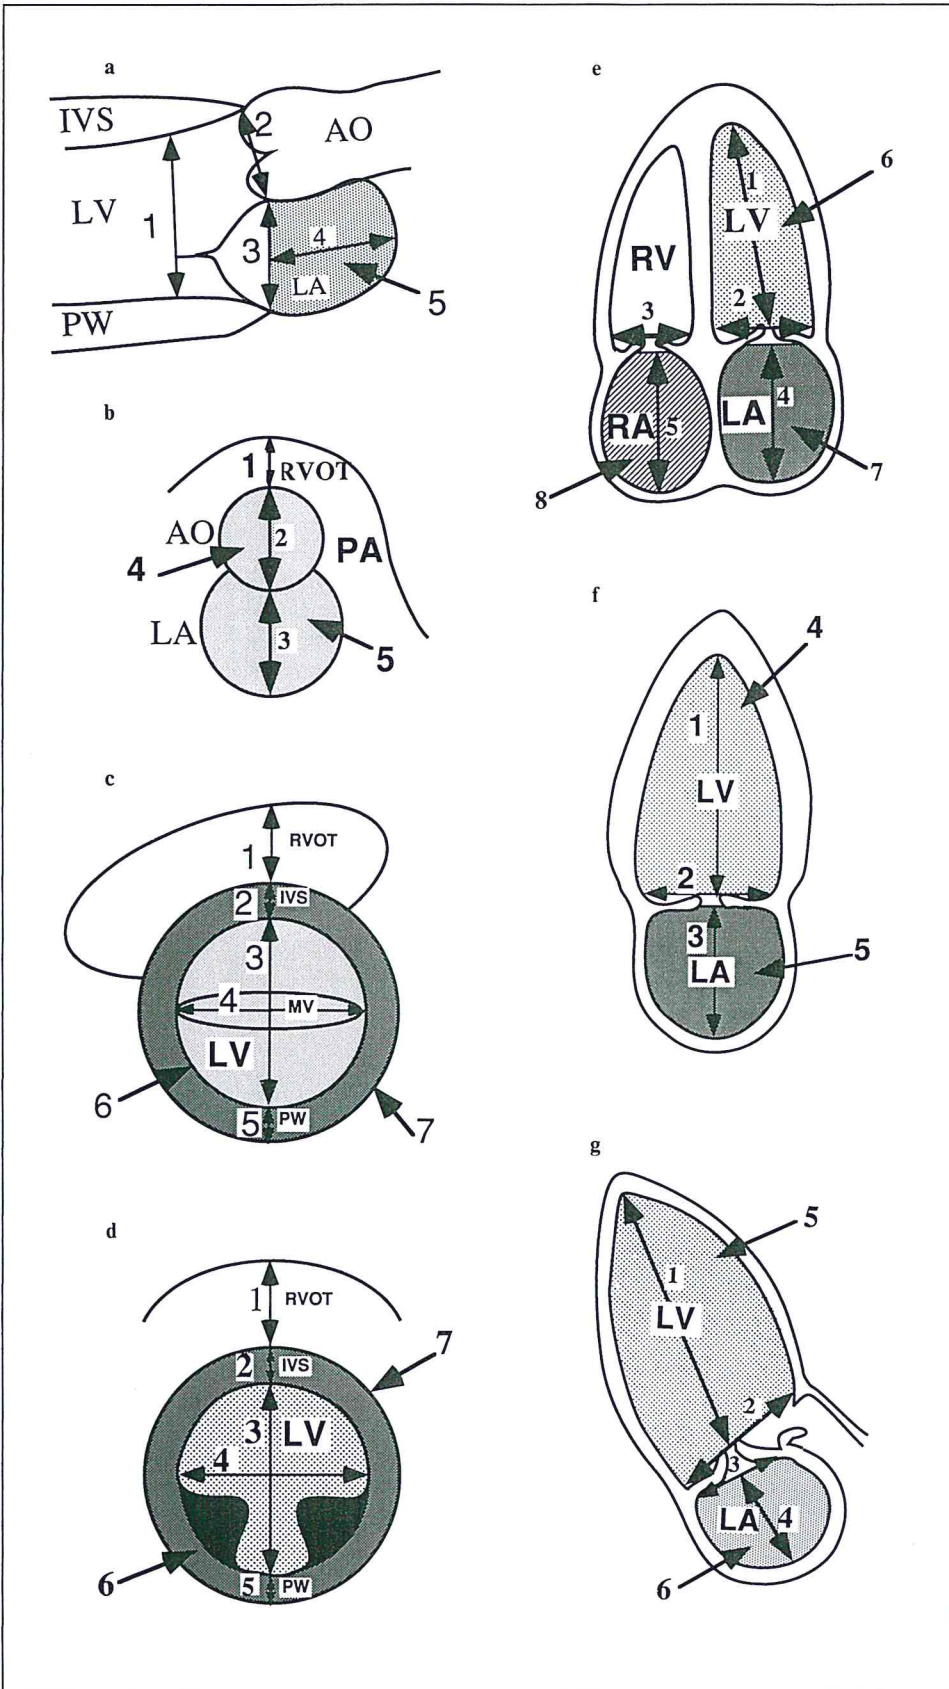 a
IVS
2
AO
LV
1
3
4
LA
5
PW
b
1
RVOT
AO
2
PA
4
LA
3
5
c
1
RVOT
2
IVS
3
4
MV
LV
6
5
PW
7
d
1
RVOT
2
IVS
7
3
LV
4
6
5
PW
e
1
6
LV
RV
3
2
RA
5
LA
4
8
7
f
4
1
LV
2
3
LA
5
g
5
1
LV
2
3
LA
4
6